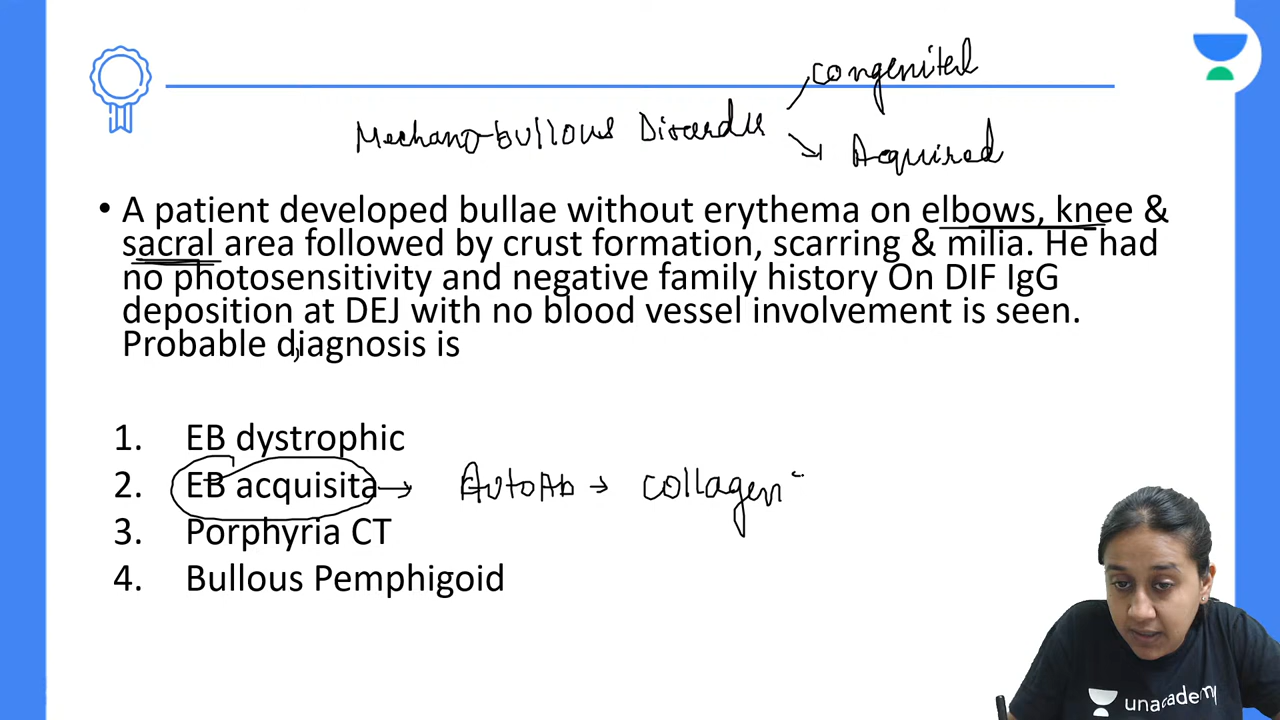 congenital
Mechano-bullous Disorder
Acquired
• A patient developed bullae without erythema on elbows, knee &
sacral area followed by crust formation, scarring & milia. He had
no photosensitivity and negative family history On DIF IgG
deposition at DEJ with no blood vessel involvement is seen.
Probable diagnosis is
1. EB dystrophic
2. EB acquisita → AutoAb → collagen
3. Porphyria CT
4. Bullous Pemphigoid
unacademy